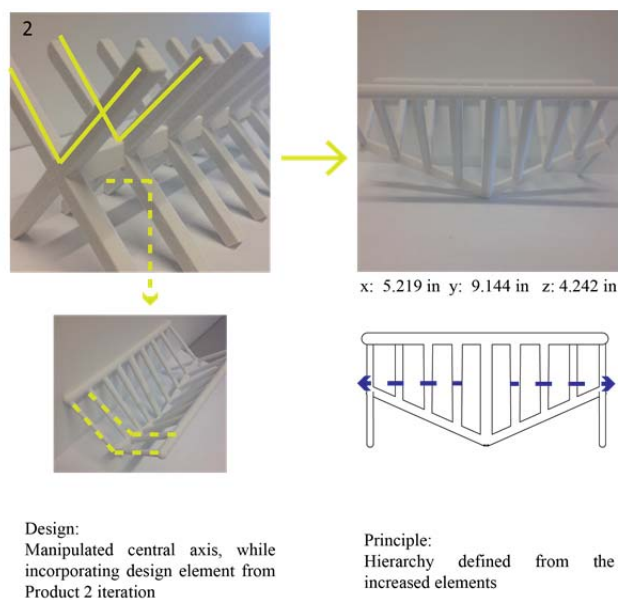 2
x: 5.219 in y: 9.144 in z: 4.242 in
Design:
Manipulated central axis, while
incorporating design element from
Product 2 iteration
Principle:
Hierarchy defined from the
increased elements